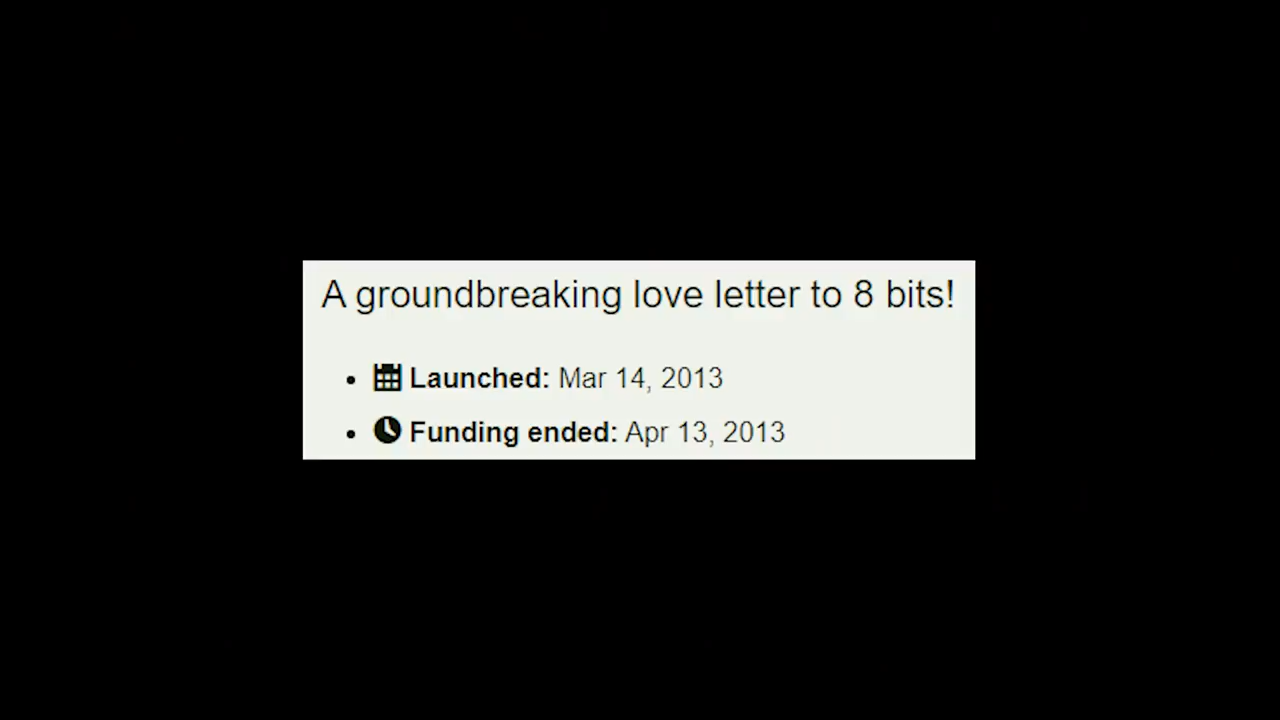 A groundbreaking love letter to 8 bits!
Launched: Mar 14, 2013
Funding ended: Apr 13, 2013